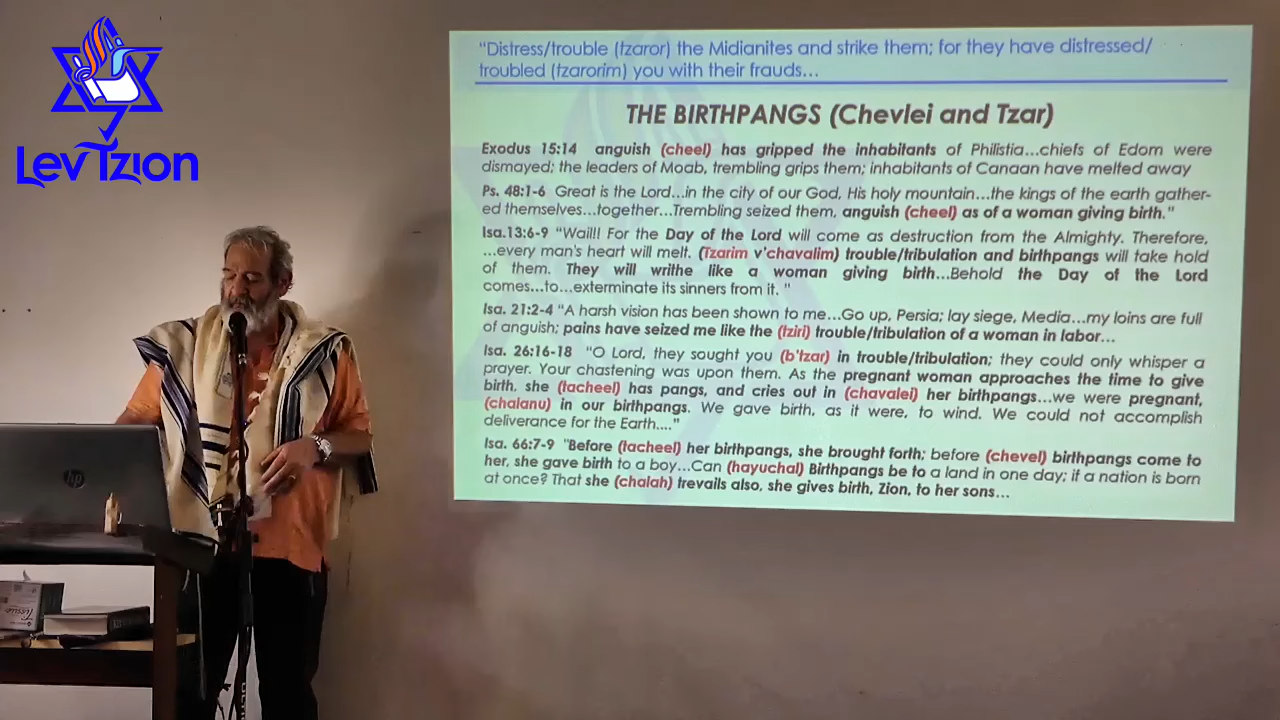 Lev Tzion
"Distress/trouble (tzaror) the Midianites and strike them; for they have distressed/
troubled (tzarorim) you with their frauds…
THE BIRTHPANGS (Chevlei and Tzar)
Exodus 15:14 anguish (cheel) has gripped the inhabitants of Philistia…chiefs of Edom were
dismayed; the leaders of Moab, trembling grips them; inhabitants of Canaan have melted away
Ps. 48:1-6 Great is the Lord…in the city of our God, His holy mountain…the kings of the earth gather-
ed themselves…together…Trembling seized them, anguish (cheel) as of a woman giving birth."
Isa.13:6-9 "Wail!! For the Day of the Lord will come as destruction from the Almighty. Therefore,
…every man's heart will melt. (Tzarim v'chavalim) trouble/tribulation and birthpangs will take hold
of them. They will writhe like a woman giving birth…Behold the Day of the Lord
comes…to…exterminate its sinners from it. "
Isa. 21:2-4 "A harsh vision has been shown to me…Go up, Persia; lay siege, Media…my loins are full
of anguish; pains have seized me like the (tziri) trouble/tribulation of a woman in labor…
Isa. 26:16-18 "O Lord, they sought you (b'tzar) in trouble/tribulation; they could only whisper a
prayer. Your chastening was upon them. As the pregnant woman approaches the time to give
birth, she (tacheel) has pangs, and cries out in (chavalei) her birthpangs…we were pregnant,
(chalanu) in our birthpangs. We gave birth, as it were, to wind. We could not accomplish
deliverance for the Earth…."
Isa. 66:7-9 "Before (tacheel) her birthpangs, she brought forth; before (chevel) birthpangs come to
her, she gave birth to a boy…Can (hayuchal) Birthpangs be to a land in one day; if a nation is born
at once? That she (chalah) trevails also, she gives birth, Zion, to her sons…
hp
Tissue